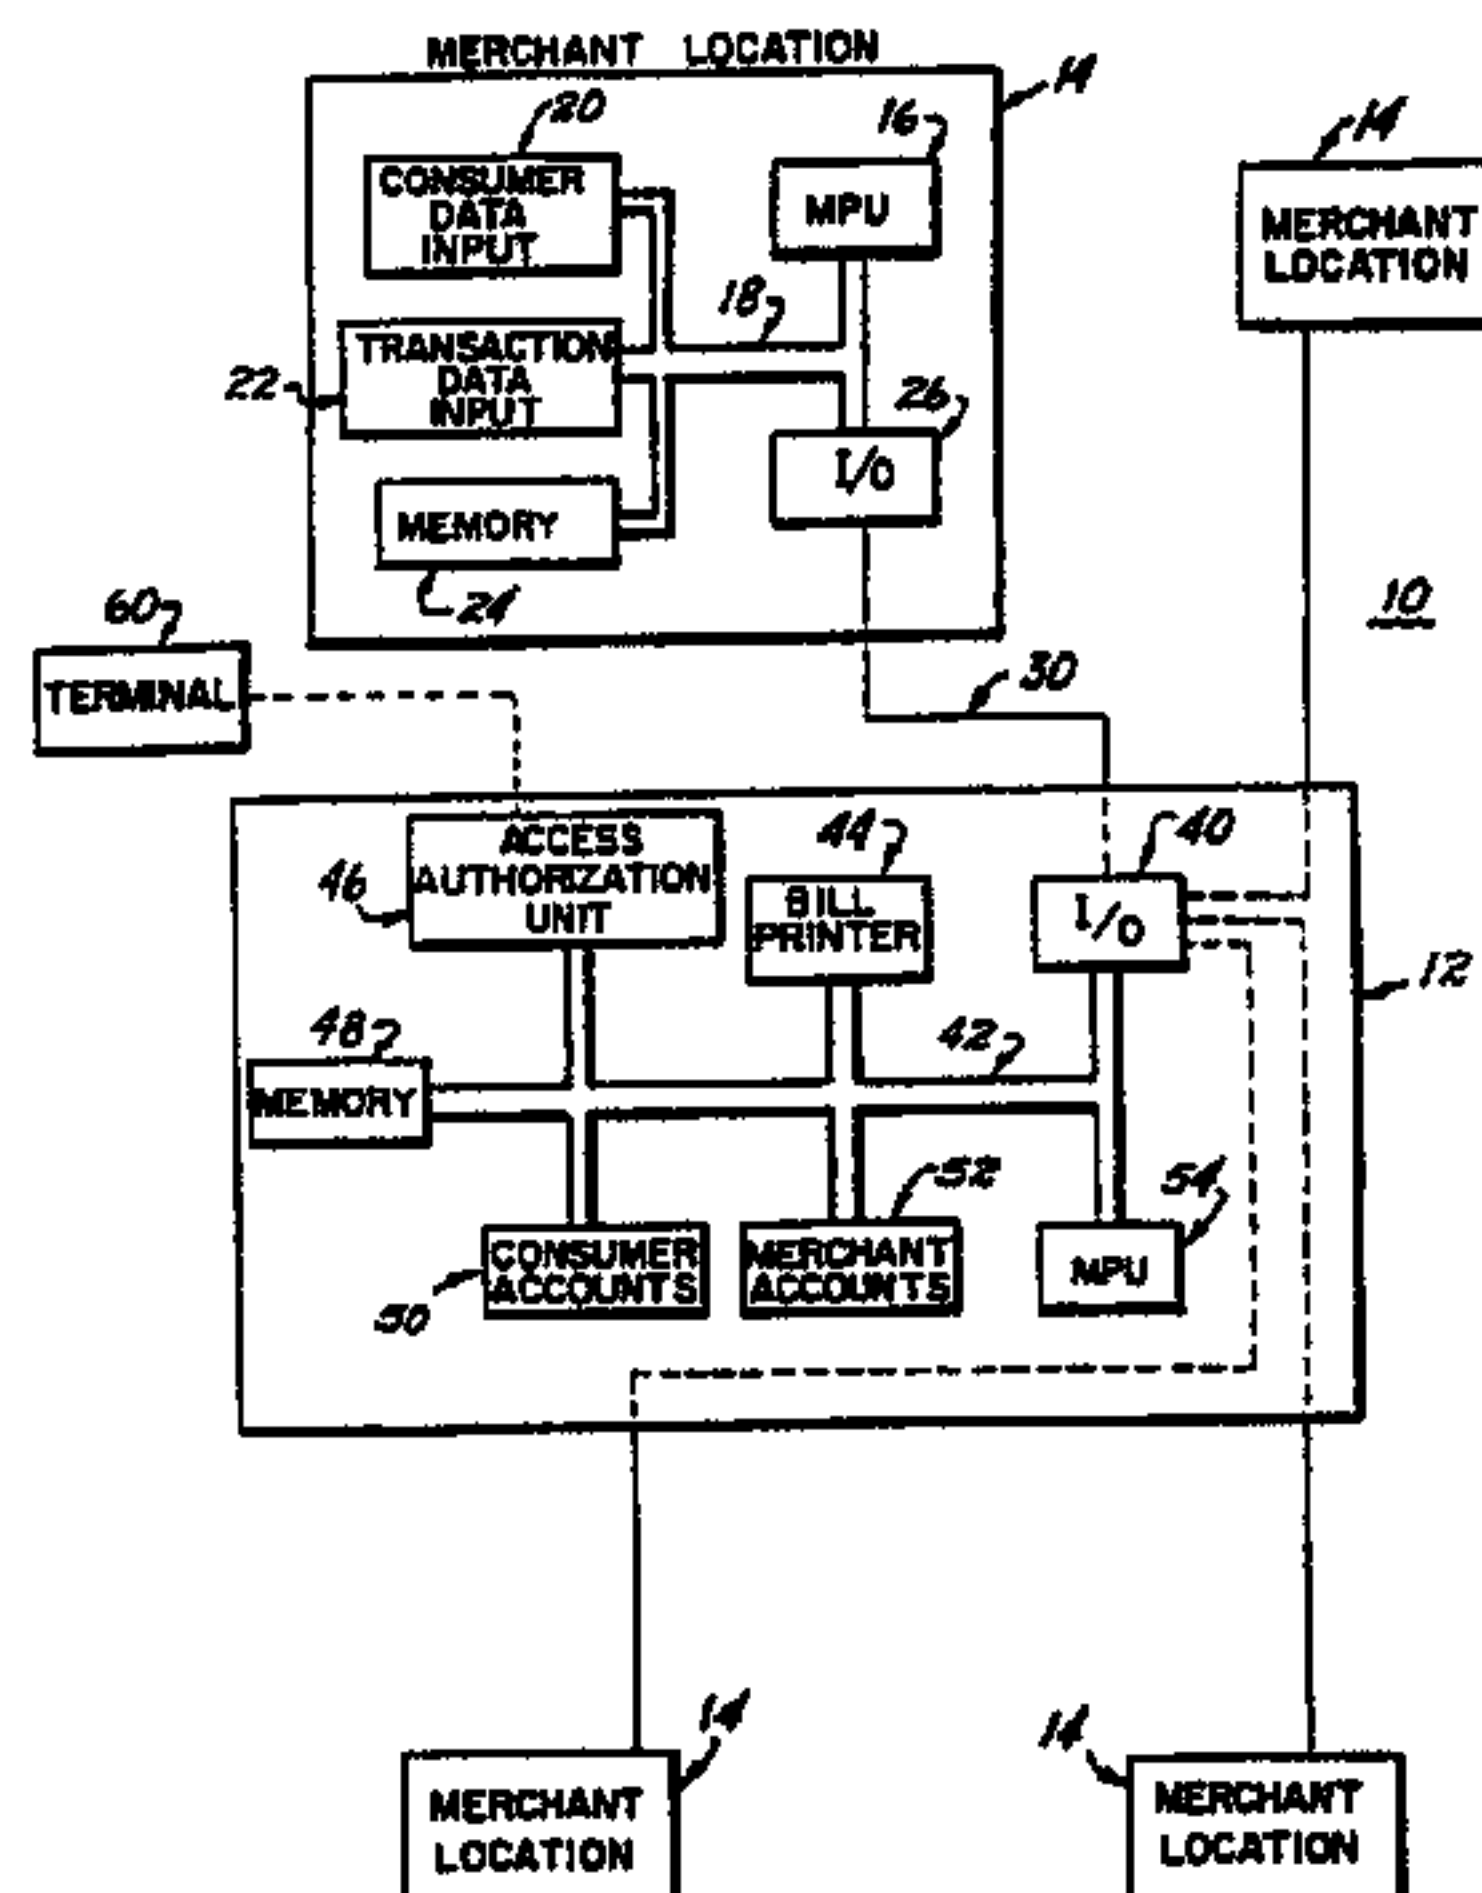 MERCHANT LOCATION
14
20
16
14
CONSUMER
DATA
INPUT
MPU
MERCHANT
LOCATION
18
22
TRANSACTION
DATA
INPUT
26
I/O
MEMORY
24
60
10
TERMINAL
30
ACCESS
AUTHORIZATION
UNIT
46
44
40
BILL
PRINTER
I/O
12
48
42
MEMORY
52
54
CONSUMER
ACCOUNTS
MERCHANT
ACCOUNTS
MPU
50
14
14
MERCHANT
LOCATION
MERCHANT
LOCATION